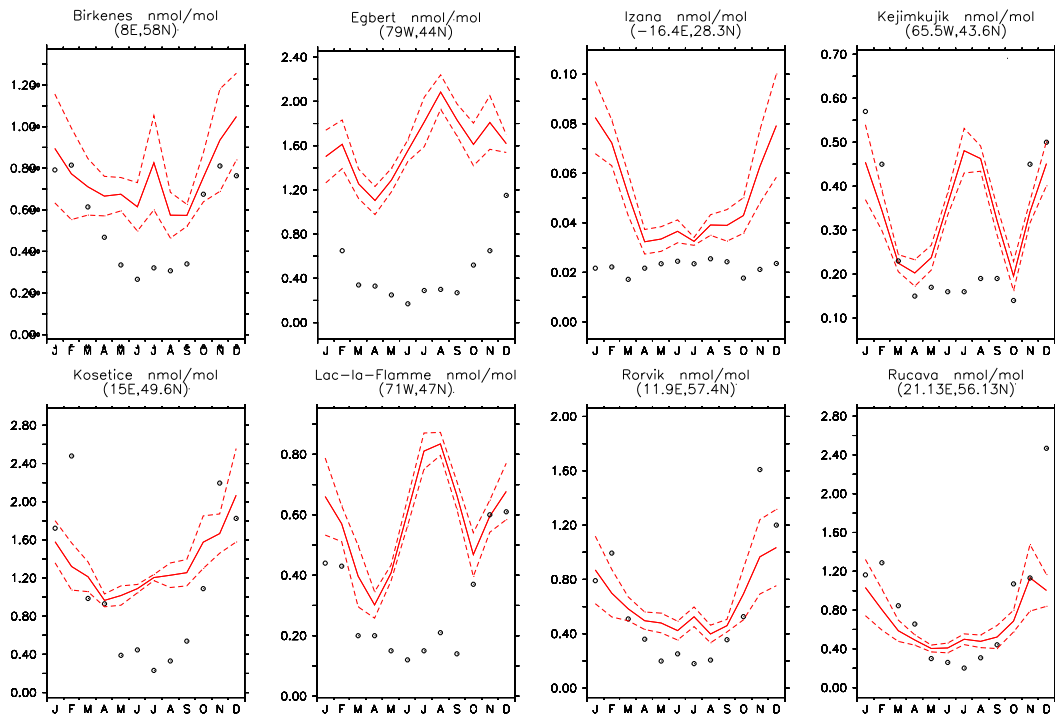 Birkenes nmol/mol
(8E,58N)
1.20
1.00
0.80
0.60
0.40
0.20
0.00
J F M A M J J A S O N D
Egbert nmol/mol
(79W,44N)
2.40
2.00
1.60
1.20
0.80
0.40
0.00
J F M A M J J A S O N D
Izana nmol/mol
(−16.4E,28.3N)
0.10
0.08
0.06
0.04
0.02
0.00
J F M A M J J A S O N D
Kejimkujik nmol/mol
(65.5W,43.6N)
0.70
0.60
0.50
0.40
0.30
0.20
0.10
J F M A M J J A S O N D
Kosetice nmol/mol
(15E,49.6N)
2.80
2.40
2.00
1.60
1.20
0.80
0.40
0.00
J F M A M J J A S O N D
Lac−la−Flamme nmol/mol
(71W,47N)
0.80
0.60
0.40
0.20
0.00
J F M A M J J A S O N D
Rorvik nmol/mol
(11.9E,57.4N)
2.00
1.60
1.20
0.80
0.40
0.00
J F M A M J J A S O N D
Rucava nmol/mol
(21.13E,56.13N)
2.80
2.40
2.00
1.60
1.20
0.80
0.40
0.00
J F M A M J J A S O N D